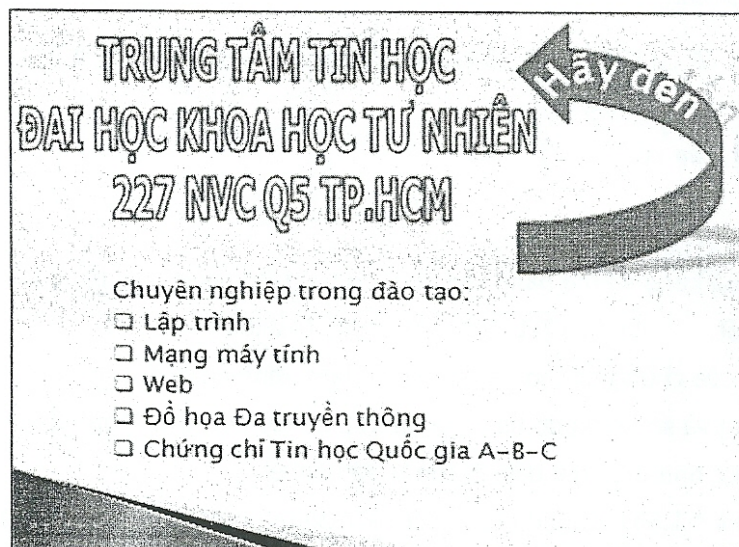 TRUNG TÂM TIN HỌC
ĐAI HỌC KHOA HỌC TỰ NHIÊN
227 NVC Q5 TP.HCM
Hãy đến
Chuyên nghiệp trong đào tạo:
❑ Lập trình
❑ Mạng máy tính
❑ Web
❑ Đồ họa Đa truyền thông
❑ Chứng chỉ Tin học Quốc gia A-B-C